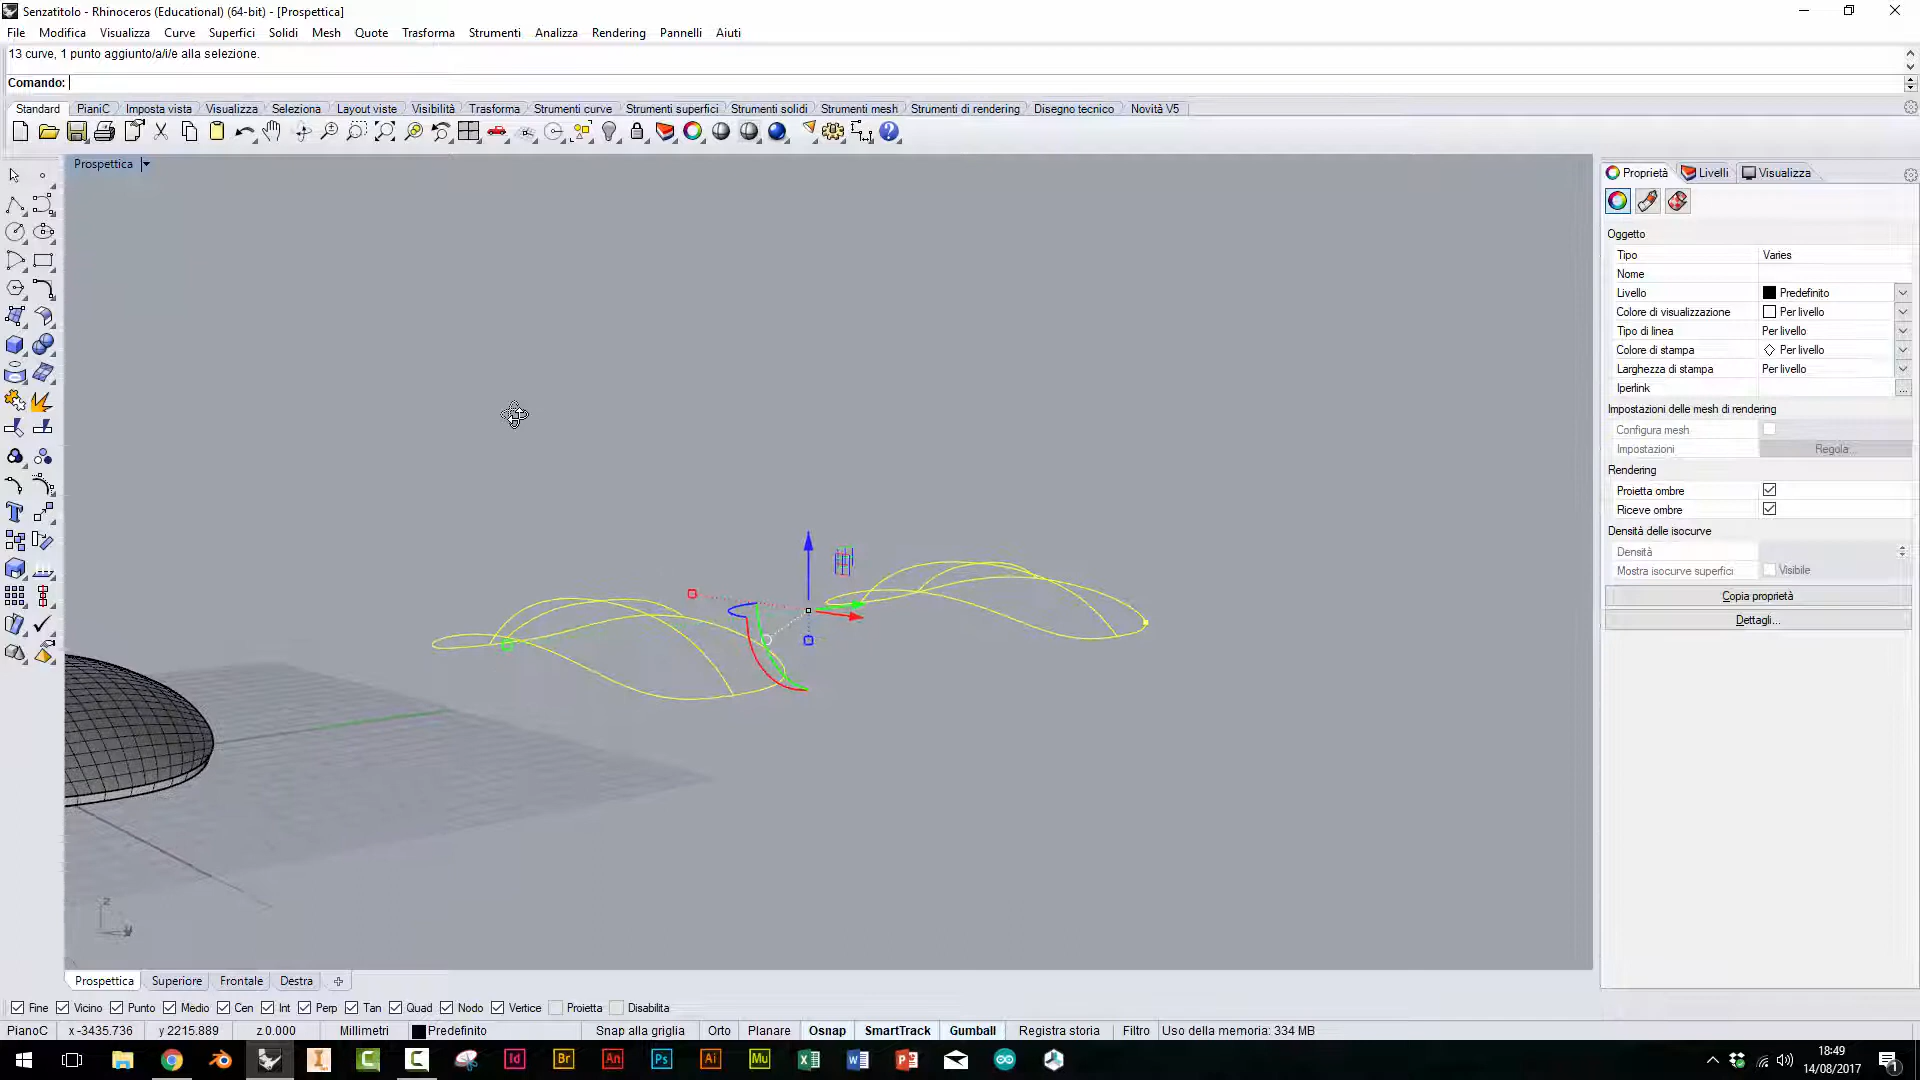 Senzatitolo - Rhinoceros (Educational) (64-bit) - [Prospettica]
File Modifica Visualizza Curve Superfici Solidi Mesh Quote Trasforma Strumenti Analizza Rendering Pannelli Aiuti
13 curve, 1 punto aggiunto/a/i/e alla selezione.
Comando:
Standard PianiC Imposta vista Visualizza Seleziona Layout viste Visibilità Trasforma Strumenti curve Strumenti superfici Strumenti solidi Strumenti mesh Strumenti di rendering Disegno tecnico Novità V5
Prospettica
Proprietà Livelli Visualizza
Oggetto
Tipo Varies
Nome
Livello Predefinito
Colore di visualizzazione Per livello
Tipo di linea Per livello
Colore di stampa Per livello
Larghezza di stampa Per livello
Iperlink ...
Impostazioni delle mesh di rendering
Configura mesh
Impostazioni Regola...
Rendering
Proietta ombre
Riceve ombre
Densità delle isocurve
Densità
Mostra isocurve superfici Visibile
Copia proprietà
Dettagli...
z
y
Prospettica Superiore Frontale Destra
Fine Vicino Punto Medio Cen Int Perp Tan Quad Nodo Vertice Proietta Disabilita
PianoC x -3435.736 y 2215.889 z 0.000 Millimetri Predefinito Snap alla griglia Orto Planare Osnap SmartTrack Gumball Registra storia Filtro Uso della memoria: 334 MB
Id Br An Ps Ai Mu
18:49
14/08/2017
1